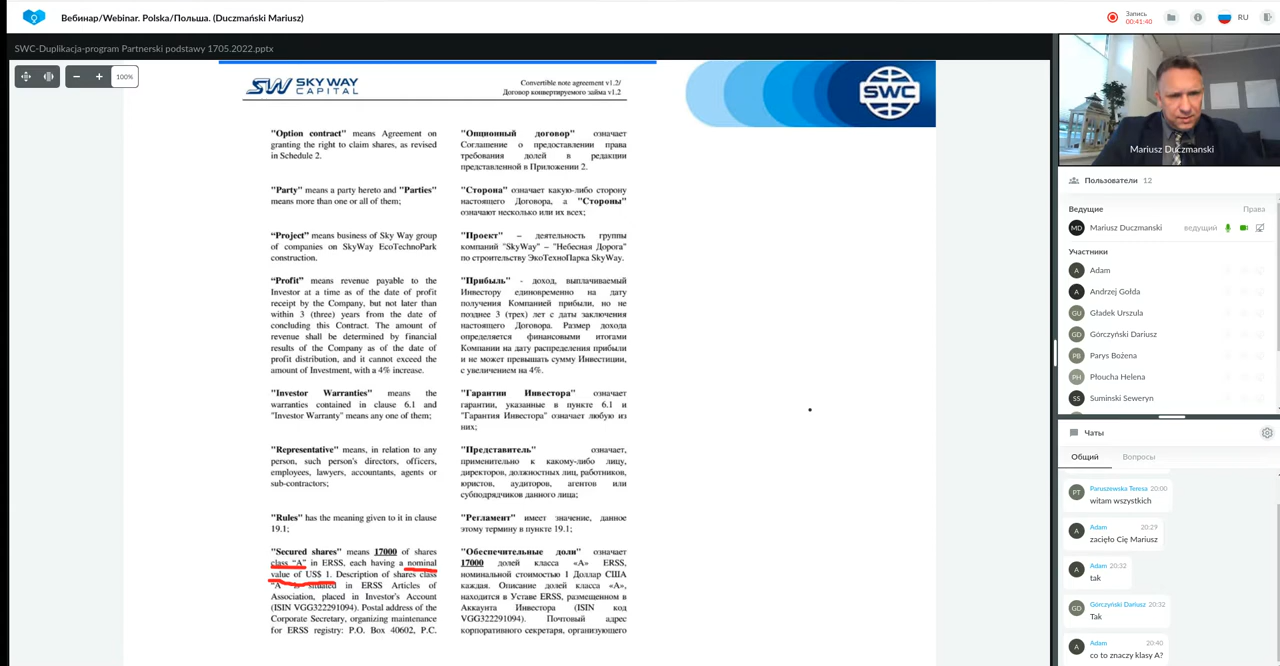 Вебинар/Webinar. Polska/Польша. (Duczmański Mariusz)
Запись
00:41:40
RU
SWC-Duplikacja-program Partnerski podstawy 1705.2022.pptx
100%
SW SKY WAY
CAPITAL
Convertible note agreement v1.2/
Договор конвертируемого займа v1.2
SWC
"Option contract" means Agreement on
granting the right to claim shares, as revised
in Schedule 2.
"Party" means a party hereto and "Parties"
means more than one or all of them;
“Project” means business of Sky Way group
of companies on SkyWay EcoTechnoPark
construction.
“Profit” means revenue payable to the
Investor at a time as of the date of profit
receipt by the Company, but not later than
within 3 (three) years from the date of
concluding this Contract. The amount of
revenue shall be determined by financial
results of the Company as of the date of
profit distribution, and it cannot exceed the
amount of Investment, with a 4% increase.
"Investor Warranties" means the
warranties contained in clause 6.1 and
"Investor Warranty" means any one of them;
"Representative" means, in relation to any
person, such person's directors, officers,
employees, lawyers, accountants, agents or
sub-contractors;
"Rules" has the meaning given to it in clause
19.1;
"Secured shares" means 17000 of shares
class “A” in ERSS, each having a nominal
value of US$ 1. Description of shares class
“A” situated in ERSS Articles of
Association, placed in Investor's Account
(ISIN VGG322291094). Postal address of the
Corporate Secretary, organizing maintenance
for ERSS registry: P.O. Box 40602, P.C.
"Опционный договор" означает
Соглашение о предоставлении права
требования долей в редакции
представленной в Приложении 2.
"Сторона" означает какую-либо сторону
настоящего Договора, а "Стороны"
означают несколько или их всех;
"Проект" – деятельность группы
компаний "SkyWay" – "Небесная Дорога"
по строительству ЭкоТехноПарка SkyWay.
"Прибыль" - доход, выплачиваемый
Инвестору единовременно на дату
получения Компанией прибыли, но не
позднее 3 (трех) лет с даты заключения
настоящего Договора. Размер дохода
определяется финансовыми итогами
Компании на дату распределения прибыли
и не может превышать сумму Инвестиции,
с увеличением на 4%.
"Гарантии Инвестора" означает
гарантии, указанные в пункте 6.1 и
"Гарантия Инвестора" означает любую из
них;
"Представитель" означает,
применительно к какому-либо лицу,
директоров, должностных лиц, работников,
юристов, аудиторов, агентов или
субподрядчиков данного лица;
"Регламент" имеет значение, данное
этому термину в пункте 19.1;
"Обеспечительные доли" означает
17000 долей класса «А» ERSS,
номинальной стоимостью 1 Доллар США
каждая. Описание долей класса «А»,
находится в Уставе ERSS, размещенном в
Аккаунта Инвестора (ISIN код
VGG322291094). Почтовый адрес
корпоративного секретаря, организующего
Mariusz Duczmanski
Пользователи 12
Ведущие Права
MD Mariusz Duczmanski ведущий
Участники
A Adam
A Andrzej Gołda
GU Gładek Urszula
GD Górczyński Dariusz
PB Parys Bożena
PH Płoucha Helena
SS Sumiński Seweryn
Чаты
Общий Вопросы
PT Paruszewska Teresa 20:00
witam wszystkich
A Adam 20:29
zacięło Cię Mariusz
A Adam 20:32
tak
GD Górczyński Dariusz 20:32
Tak
A Adam 20:40
co to znaczy klasy A?